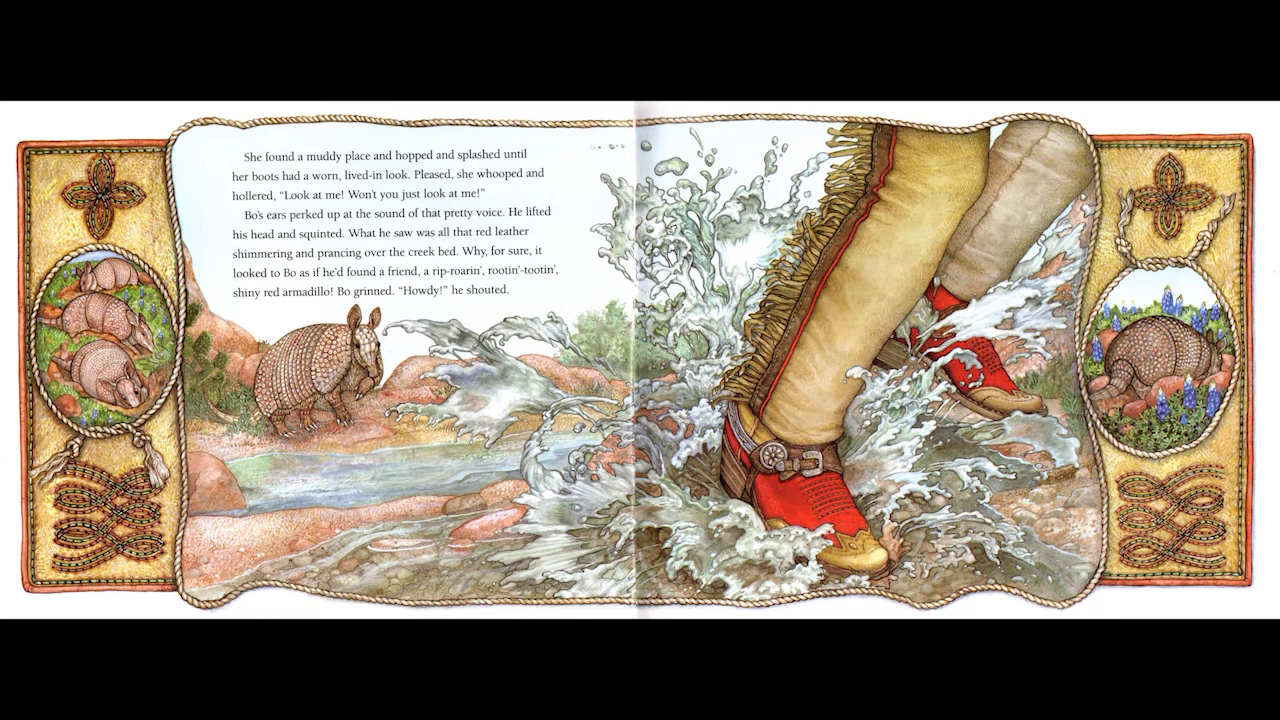 She found a muddy place and hopped and splashed until
her boots had a worn, lived-in look. Pleased, she whooped and
hollered, “Look at me! Won’t you just look at me!”
Bo’s ears perked up at the sound of that pretty voice. He lifted
his head and squinted. What he saw was all that red leather
shimmering and prancing over the creek bed. Why, for sure, it
looked to Bo as if he’d found a friend, a rip-roarin’, rootin’-tootin’,
shiny red armadillo! Bo grinned. “Howdy!” he shouted.